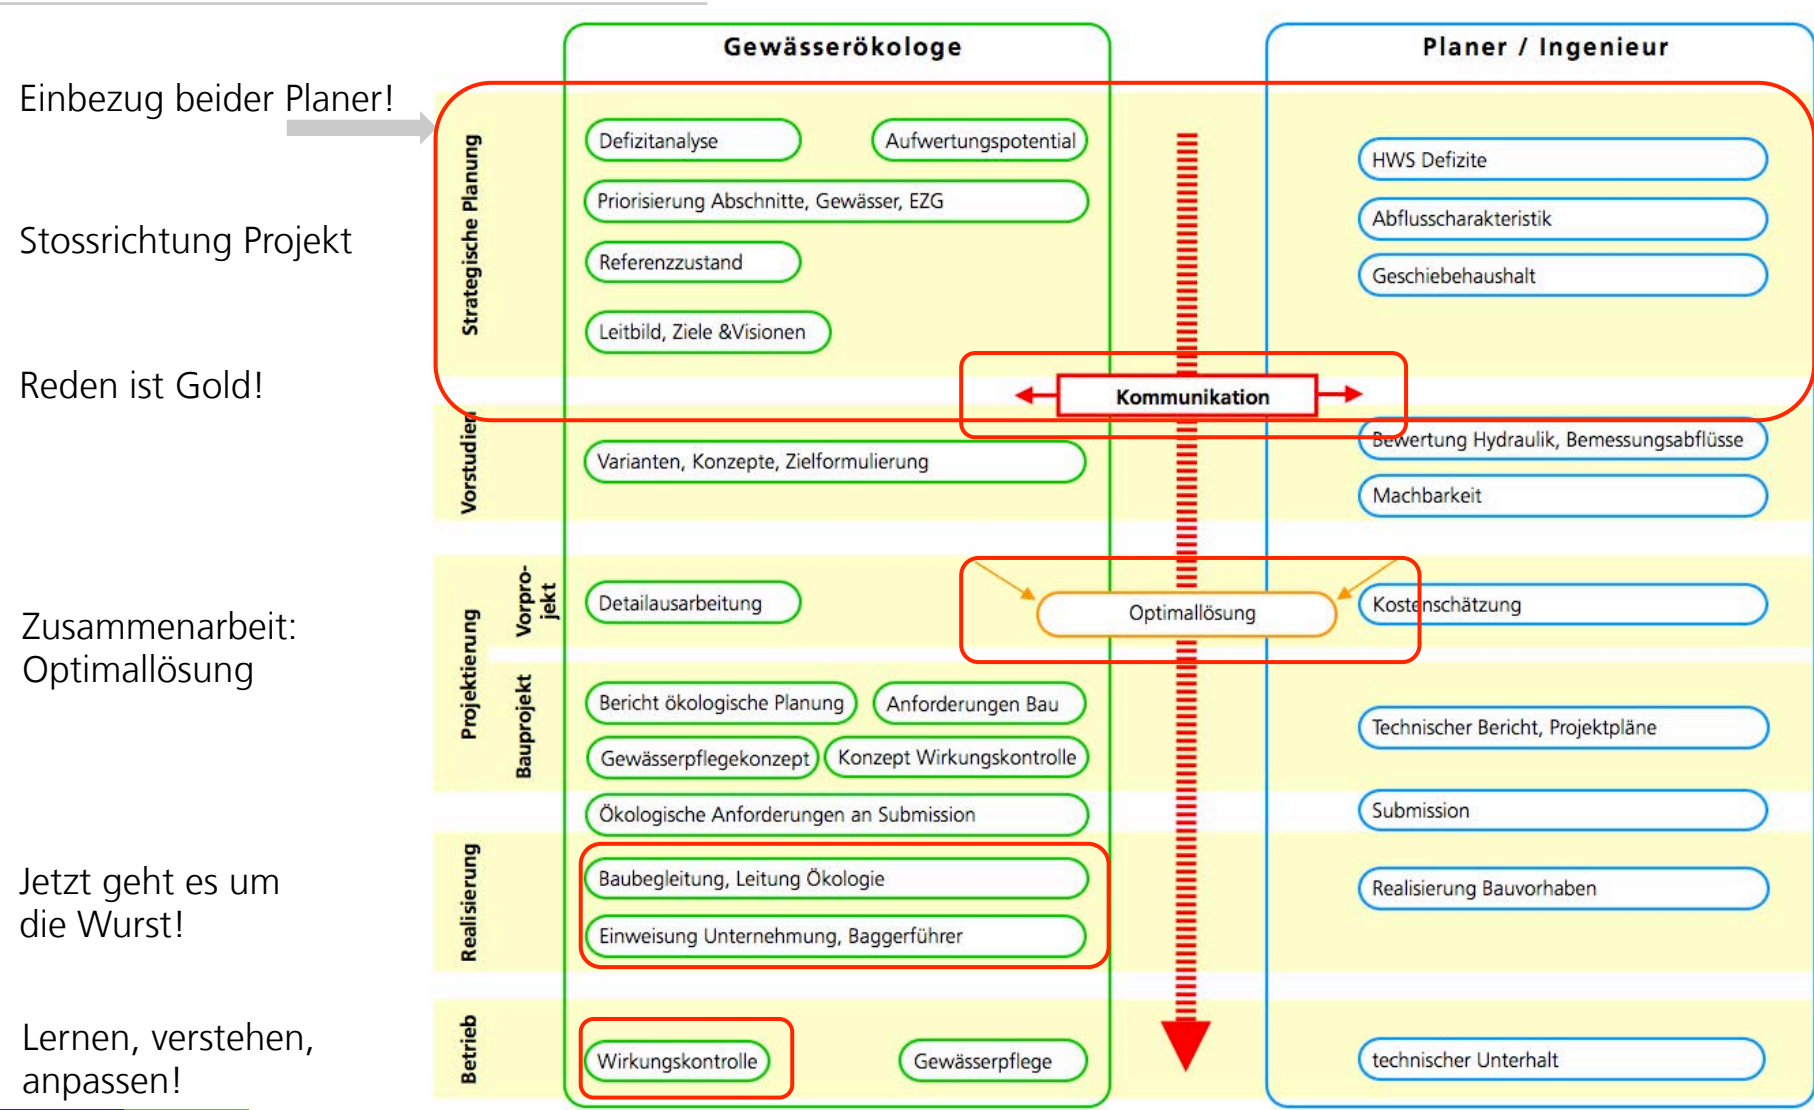 Gewässerökologe
Planer / Ingenieur
Einbezug beider Planer!
Stossrichtung Projekt
Reden ist Gold!
Zusammenarbeit:
Optimallösung
Jetzt geht es um
die Wurst!
Lernen, verstehen,
anpassen!
Strategische Planung
Defizitanalyse
Aufwertungspotential
Priorisierung Abschnitte, Gewässer, EZG
Referenzzustand
Leitbild, Ziele &Visionen
HWS Defizite
Abflusscharakteristik
Geschiebehaushalt
Kommunikation
Vorstudien
Varianten, Konzepte, Zielformulierung
Bewertung Hydraulik, Bemessungsabflüsse
Machbarkeit
Projektierung
Vorpro-
jekt
Detailausarbeitung
Optimallösung
Kostenschätzung
Bauprojekt
Bericht ökologische Planung
Anforderungen Bau
Gewässerpflegekonzept
Konzept Wirkungskontrolle
Technischer Bericht, Projektpläne
Ökologische Anforderungen an Submission
Submission
Realisierung
Baubegleitung, Leitung Ökologie
Einweisung Unternehmung, Baggerführer
Realisierung Bauvorhaben
Betrieb
Wirkungskontrolle
Gewässerpflege
technischer Unterhalt